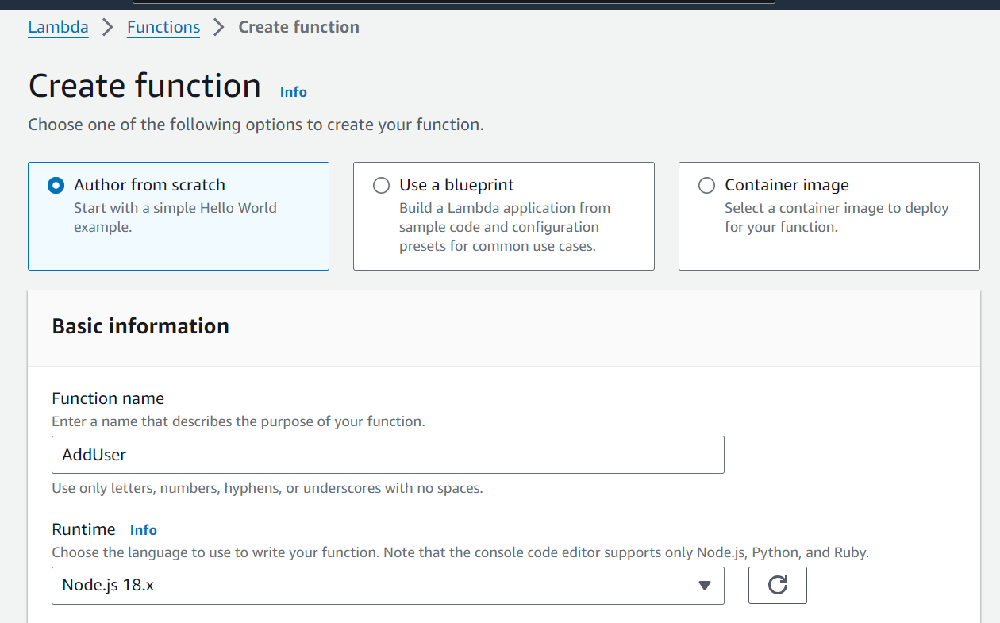 Lambda > Functions > Create function
Create function Info
Choose one of the following options to create your function.
Author from scratch
Start with a simple Hello World
example.
Use a blueprint
Build a Lambda application from
sample code and configuration
presets for common use cases.
Container image
Select a container image to deploy
for your function.
Basic information
Function name
Enter a name that describes the purpose of your function.
AddUser
Use only letters, numbers, hyphens, or underscores with no spaces.
Runtime Info
Choose the language to use to write your function. Note that the console code editor supports only Node.js, Python, and Ruby.
Node.js 18.x